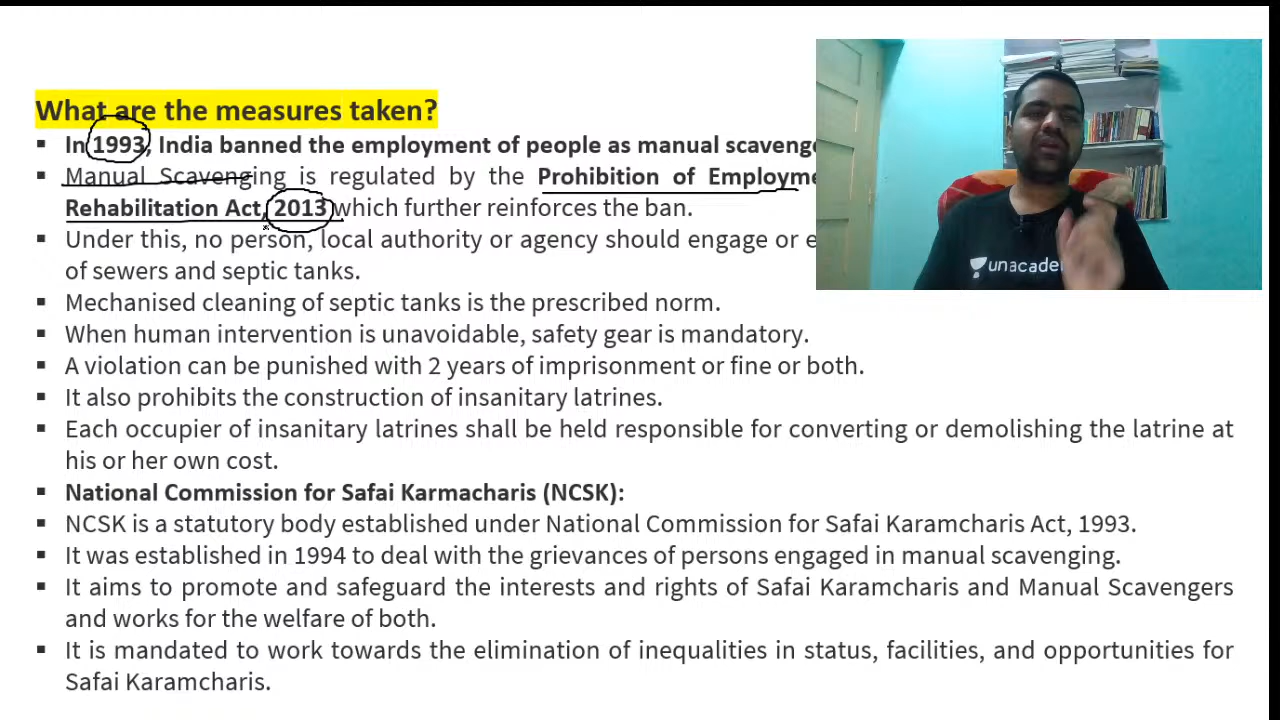 What are the measures taken?
▪ In 1993, India banned the employment of people as manual
▪ Manual Scavenging is regulated by the Prohibition of
Rehabilitation Act, 2013 which further reinforces the ban.
▪ Under this, no person, local authority or agency should engage or
of sewers and septic tanks.
▪ Mechanised cleaning of septic tanks is the prescribed norm.
▪ When human intervention is unavoidable, safety gear is mandatory.
▪ A violation can be punished with 2 years of imprisonment or fine or both.
▪ It also prohibits the construction of insanitary latrines.
▪ Each occupier of insanitary latrines shall be held responsible for converting or demolishing the latrine at
his or her own cost.
▪ National Commission for Safai Karmacharis (NCSK):
▪ NCSK is a statutory body established under National Commission for Safai Karamcharis Act, 1993.
▪ It was established in 1994 to deal with the grievances of persons engaged in manual scavenging.
▪ It aims to promote and safeguard the interests and rights of Safai Karamcharis and Manual Scavengers
and works for the welfare of both.
▪ It is mandated to work towards the elimination of inequalities in status, facilities, and opportunities for
Safai Karamcharis.